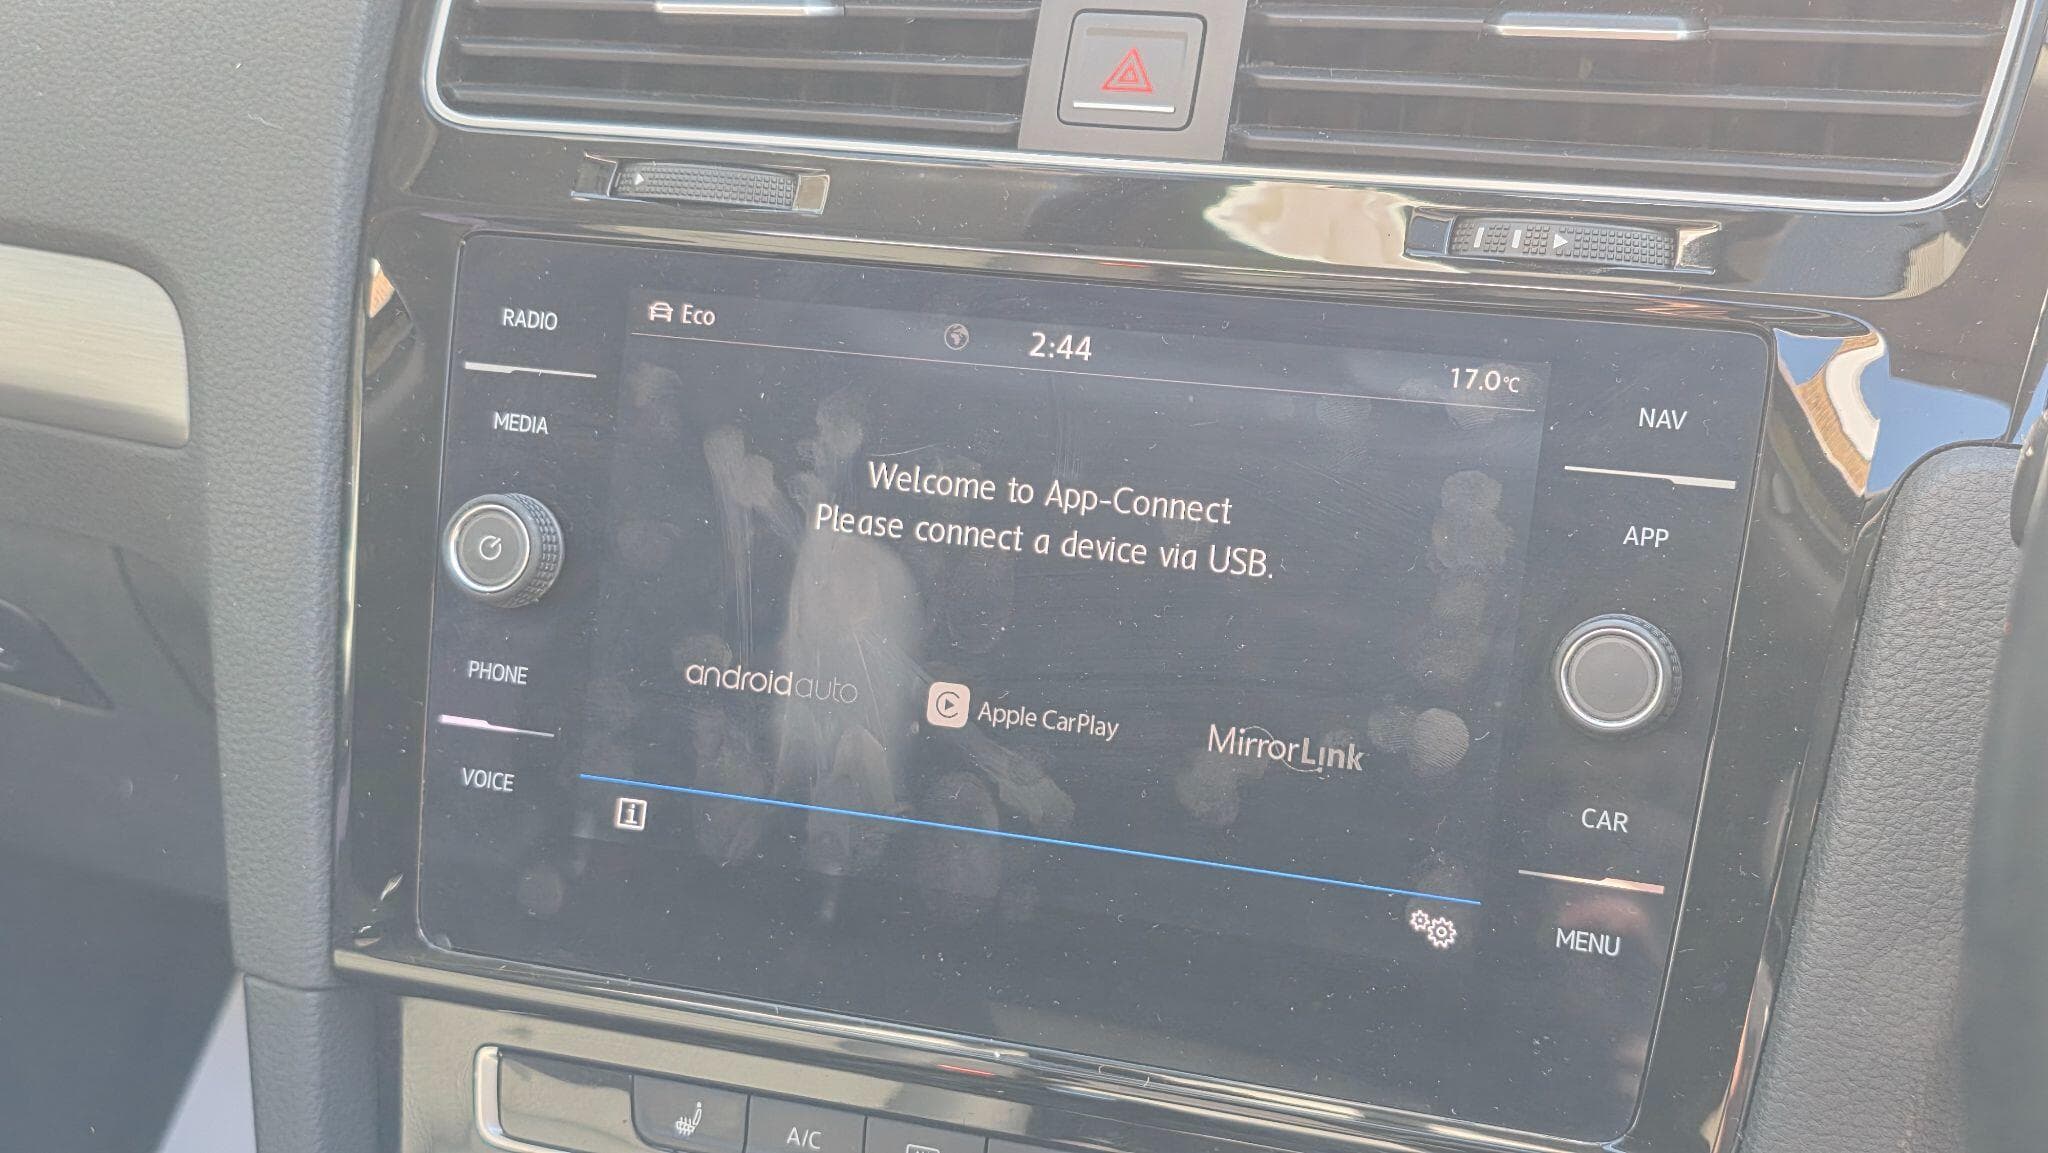 RADIO
MEDIA
PHONE
VOICE
Eco
2:44
17.0°C
Welcome to App-Connect
Please connect a device via USB.
androidauto
Apple CarPlay
MirrorLink
i
NAV
APP
CAR
MENU
A/C